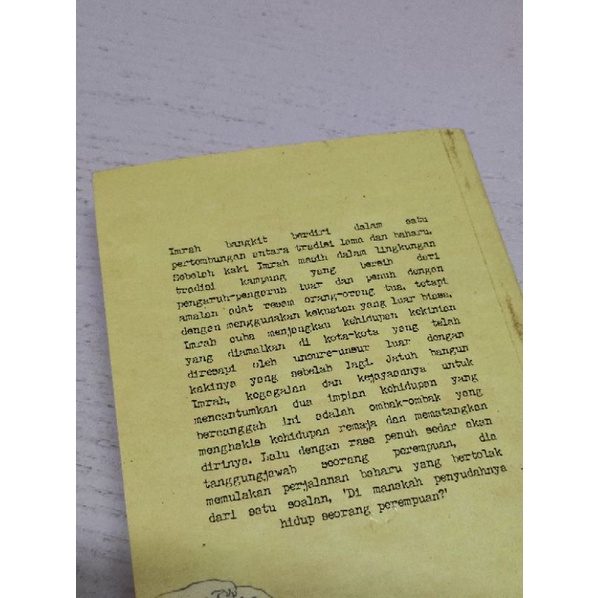 Imrah bangkit berdiri dalam satu
pertembungan antara tradisi lama dan baharu.
Sebelah kaki Imrah masih dalam lingkungan
tradisi kampung yang bersih dari
pengaruh-pengaruh luar dan penuh dengan
amalan adat resam orang-orang tua, tetapi
dengan menggunakan kekuatan yang luar biasa,
Imrah cuba menjangkau kehidupan kekinian
yang diamalkan di kota-kota yang telah
diresapi oleh unsure-unsur luar dengan
kakinya yang sebelah lagi. Jatuh bangun
Imrah, kegagalan dan kejayaannya untuk
mencantumkan dua impian kehidupan yang
bercanggah ini adalah ombak-ombak yang
menghakis kehidupan remaja dan mematangkan
dirinya. Lalu dengan rasa penuh sedar akan
tanggungjawab seorang perempuan, dia
memulakan perjalanan baharu yang bertolak
dari satu soalan, 'Di manakah penyudahnya
hidup seorang perempuan?'